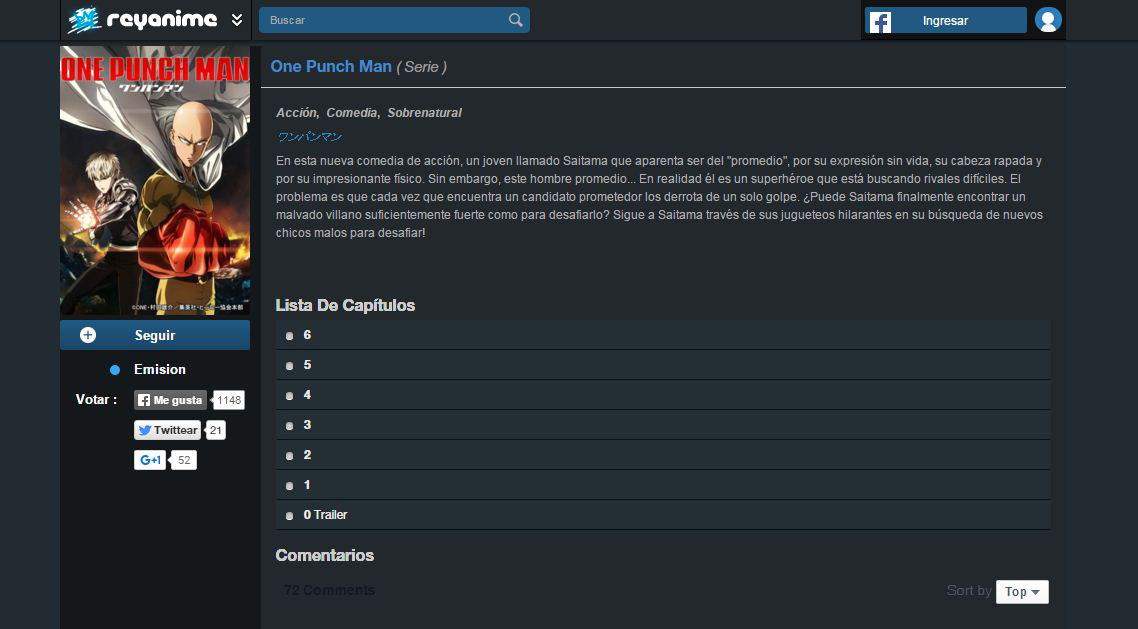 reyanime
Buscar
Ingresar
ONE PUNCH MAN
ワンパンマン
©ONE・村田雄介／集英社・ヒーロー協会本部
Seguir
Emision
Votar :
Me gusta 1148
Twittear 21
G+1 52
One Punch Man ( Serie )
Acción, Comedia, Sobrenatural
ワンパンマン
En esta nueva comedia de acción, un joven llamado Saitama que aparenta ser del "promedio", por su expresión sin vida, su cabeza rapada y
por su impresionante físico. Sin embargo, este hombre promedio... En realidad él es un superhéroe que está buscando rivales difíciles. El
problema es que cada vez que encuentra un candidato prometedor los derrota de un solo golpe. ¿Puede Saitama finalmente encontrar un
malvado villano suficientemente fuerte como para desafiarlo? Sigue a Saitama través de sus jugueteos hilarantes en su búsqueda de nuevos
chicos malos para desafiar!
Lista De Capítulos
6
5
4
3
2
1
0 Trailer
Comentarios
72 Comments
Sort by Top